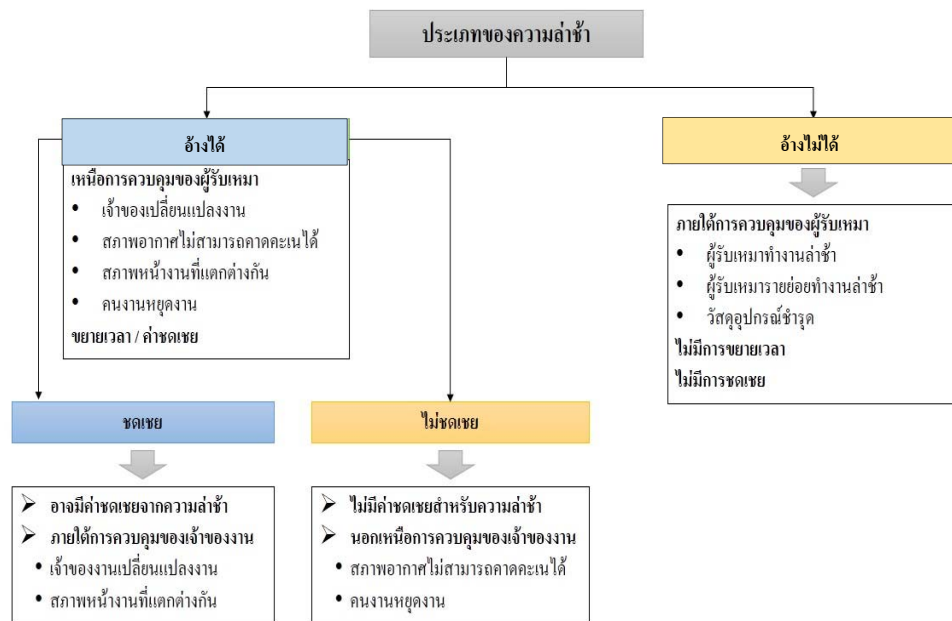 ประเภทของความล่าช้า
อ้างได้
เหนือการควบคุมของผู้รับเหมา
• เจ้าของเปลี่ยนแปลงงาน
• สภาพอากาศไม่สามารถคาดคะเนได้
• สภาพหน้างานที่แตกต่างกัน
• คนงานหยุดงาน
ขยายเวลา / ค่าชดเชย
อ้างไม่ได้
ภายใต้การควบคุมของผู้รับเหมา
• ผู้รับเหมาทำงานล่าช้า
• ผู้รับเหมารายย่อยทำงานล่าช้า
• วัสดุอุปกรณ์ชำรุด
ไม่มีการขยายเวลา
ไม่มีการชดเชย
ชดเชย
➢ อาจมีค่าชดเชยจากความล่าช้า
➢ ภายใต้การควบคุมของเจ้าของงาน
• เจ้าของงานเปลี่ยนแปลงงาน
• สภาพหน้างานที่แตกต่างกัน
ไม่ชดเชย
➢ ไม่มีค่าชดเชยสำหรับความล่าช้า
➢ นอกเหนือการควบคุมของเจ้าของงาน
• สภาพอากาศไม่สามารถคาดคะเนได้
• คนงานหยุดงาน